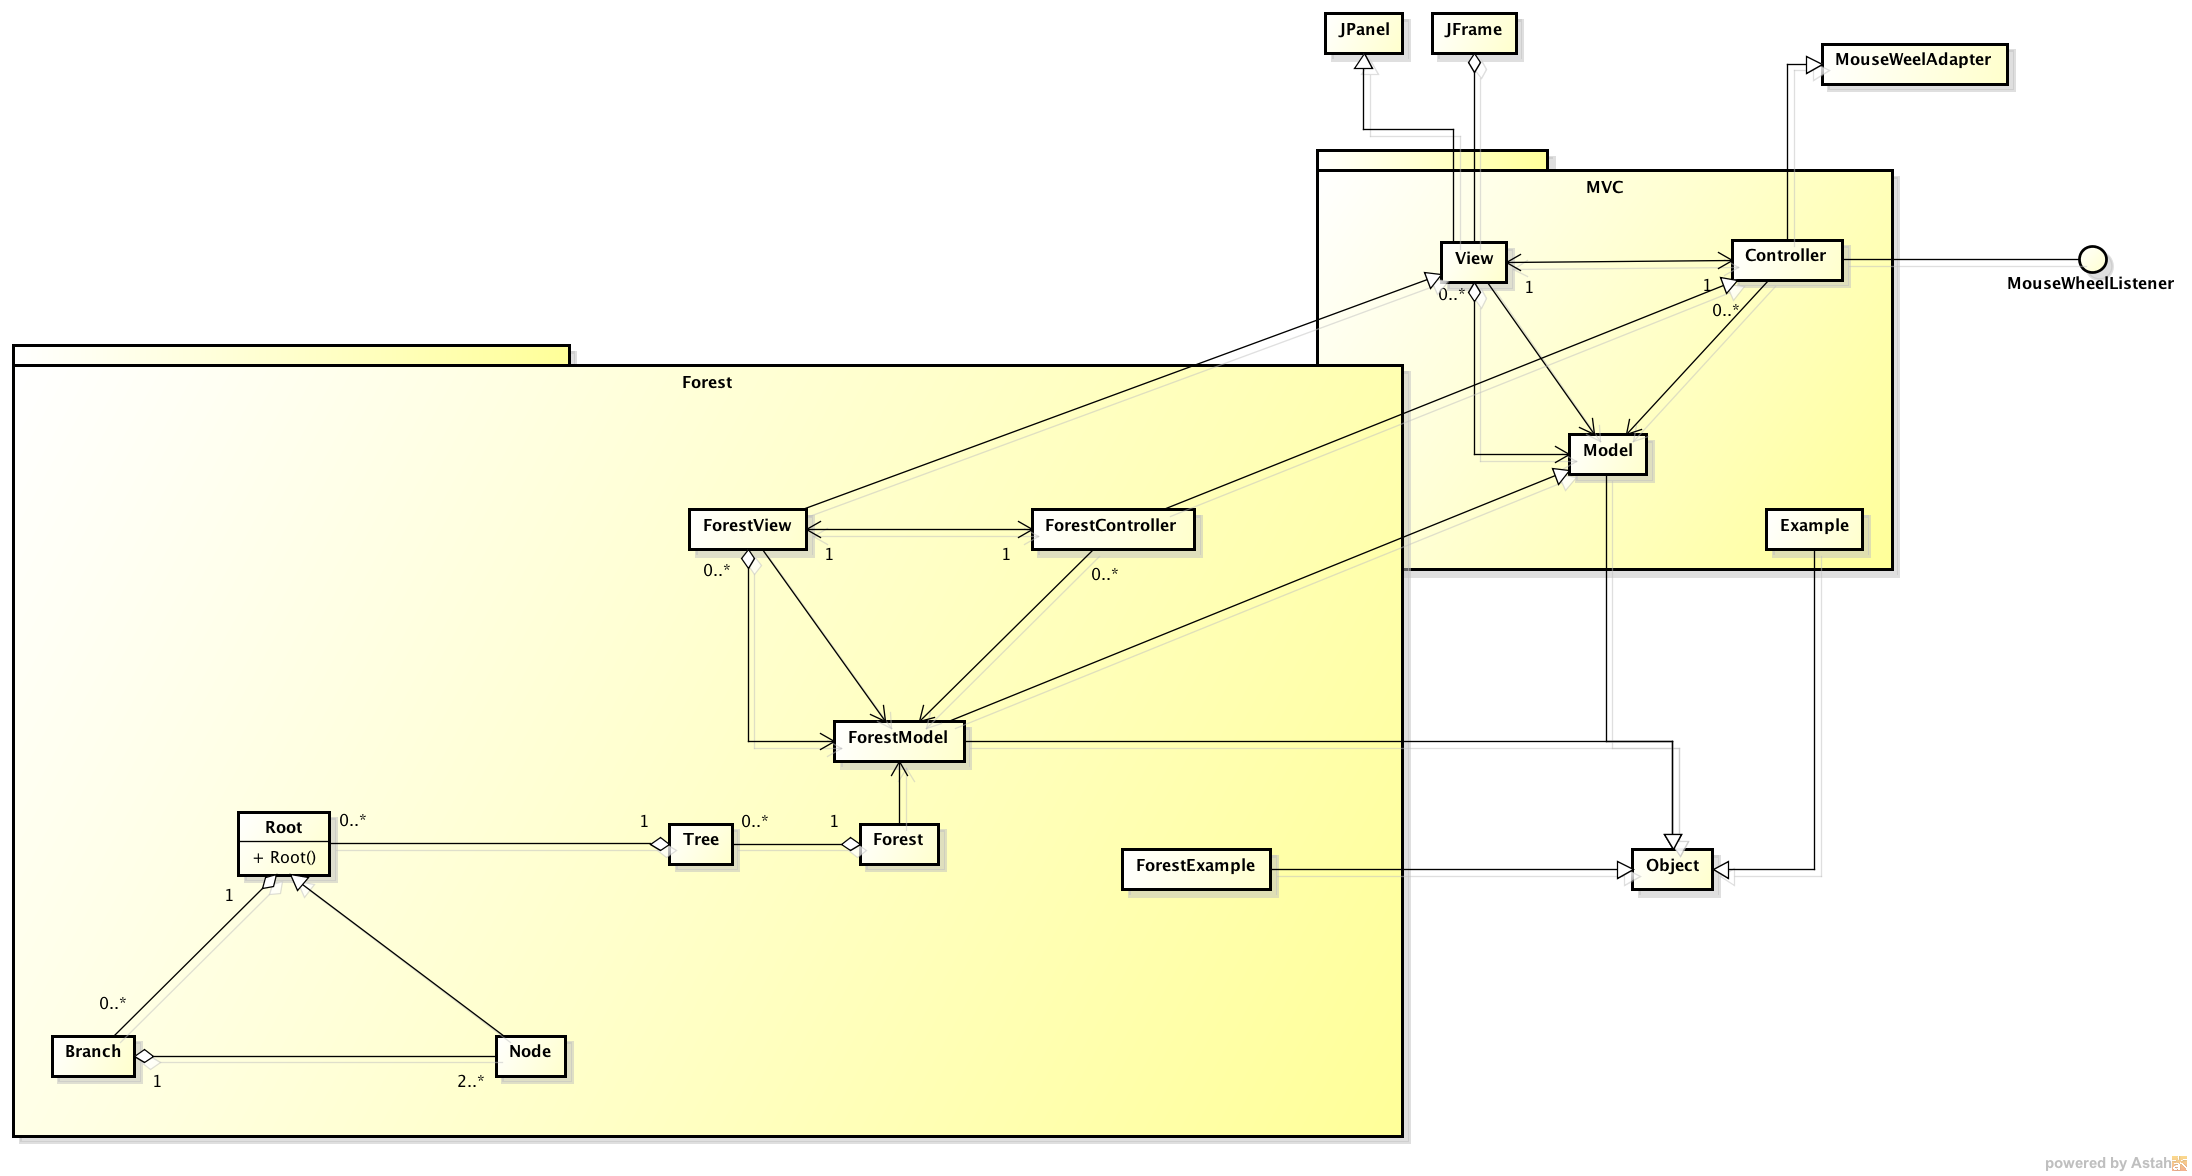 JPanel
JFrame
MouseWeelAdapter
MVC
View
Controller
MouseWheelListener
0..*
1
1
0..*
Forest
Model
ForestView
ForestController
Example
1
1
0..*
0..*
ForestModel
Root
+ Root()
0..*
1
Tree
0..*
1
Forest
ForestExample
Object
1
0..*
Branch
Node
1
2..*
powered by Astah